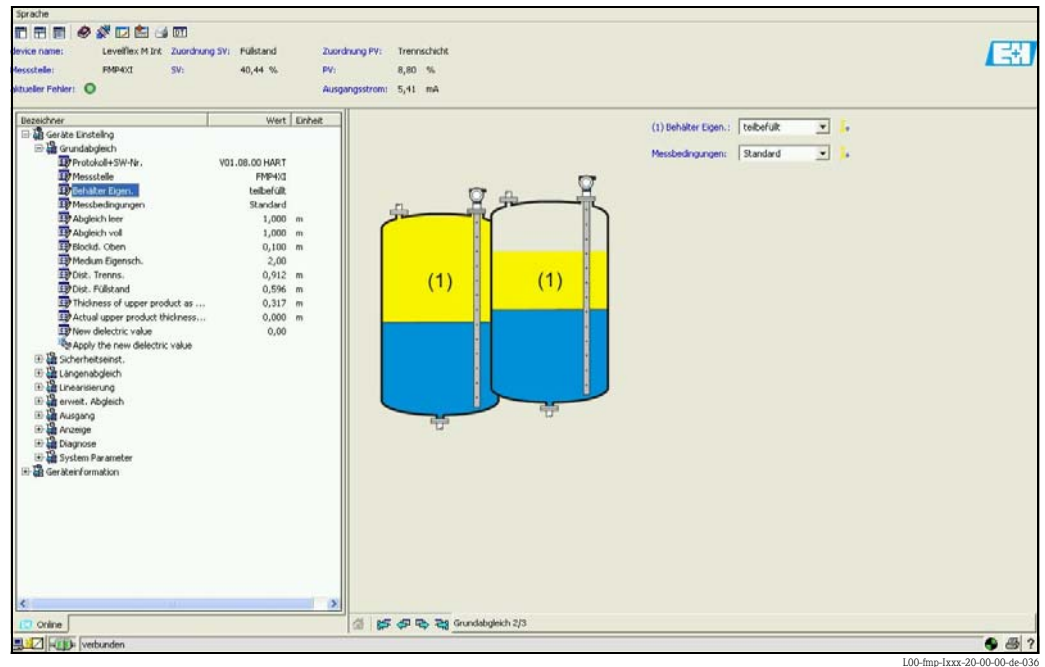 Sprache
device name: Levelflex M Int Zuordnung SV: Füllstand Zuordnung PV: Trennschicht
Messstelle: FMP4XI SV: 40,44 % PV: 8,80 %
aktueller Fehler: Ausgangsstrom: 5,41 mA
E+H
Bezeichner Wert Einheit
Geräte Einstellng
Grundabgleich
Protokoll+SW-Nr. V01.08.00 HART
Messstelle FMP4XI
Behälter Eigen. teilbefüllt
Messbedingungen Standard
Abgleich leer 1,000 m
Abgleich voll 1,000 m
Blockd. Oben 0,100 m
Medium Eigensch. 2,00
Dist. Trenns. 0,912 m
Dist. Füllstand 0,596 m
Thickness of upper product as ... 0,317 m
Actual upper product thickness... 0,000 m
New dielectric value 0,00
Apply the new dielectric value
Sicherheitseinst.
Längenabgleich
Linearisierung
erweit. Abgleich
Ausgang
Anzeige
Diagnose
System Parameter
Geräteinformation
(1) Behälter Eigen.: teilbefüllt
Messbedingungen: Standard
(1) (1)
Online
Grundabgleich 2/3
verbunden
L00-fmp-Ixxx-20-00-00-de-036